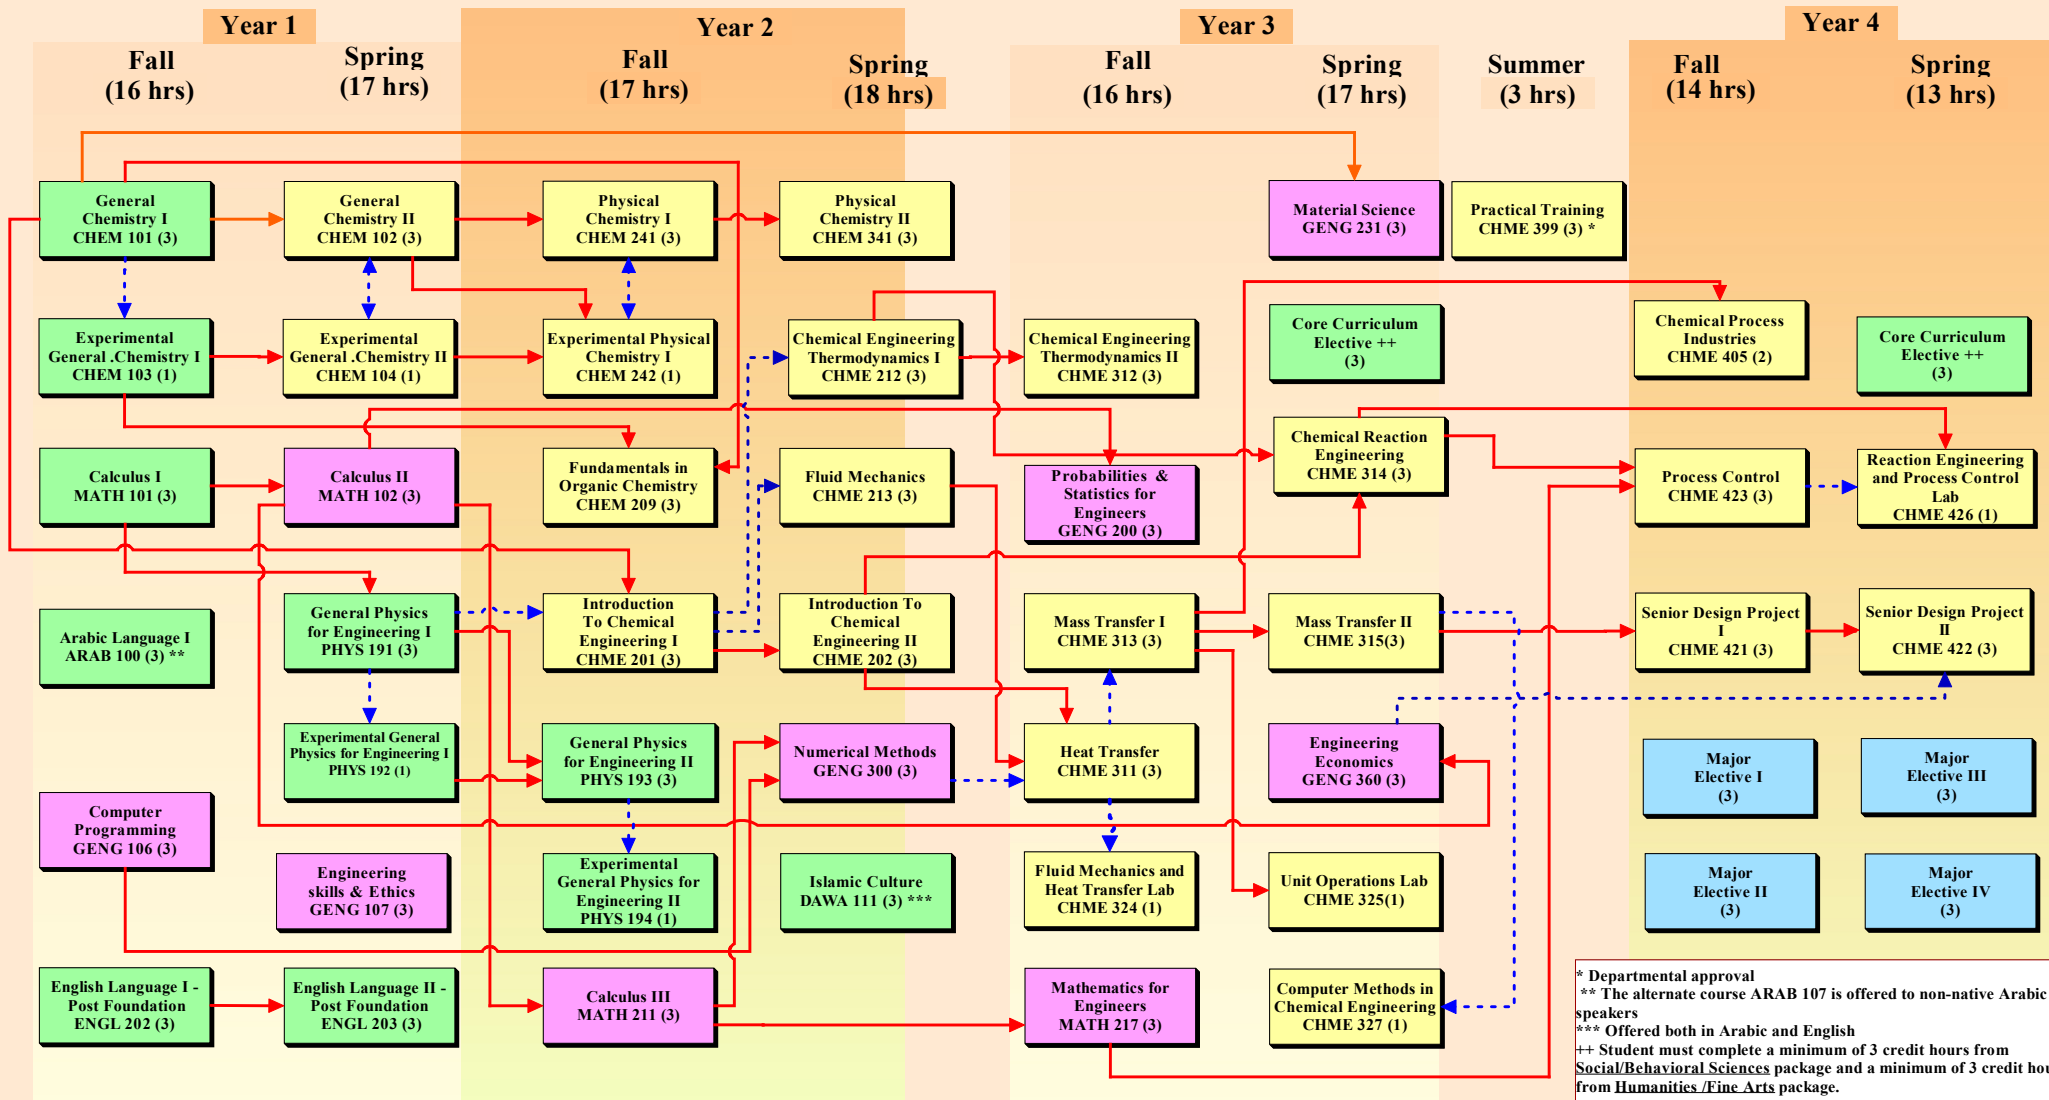 Year 1
Year 2
Year 3
Year 4
Fall
(16 hrs)
Spring
(17 hrs)
Fall
(17 hrs)
Spring
(18 hrs)
Fall
(16 hrs)
Spring
(17 hrs)
Summer
(3 hrs)
Fall
(14 hrs)
Spring
(13 hrs)
General
Chemistry I
CHEM 101 (3)
General
Chemistry II
CHEM 102 (3)
Physical
Chemistry I
CHEM 241 (3)
Physical
Chemistry II
CHEM 341 (3)
Material Science
GENG 231 (3)
Practical Training
CHME 399 (3) *
Experimental
General .Chemistry I
CHEM 103 (1)
Experimental
General .Chemistry II
CHEM 104 (1)
Experimental Physical
Chemistry I
CHEM 242 (1)
Chemical Engineering
Thermodynamics I
CHME 212 (3)
Chemical Engineering
Thermodynamics II
CHME 312 (3)
Core Curriculum
Elective ++
(3)
Chemical Process
Industries
CHME 405 (2)
Core Curriculum
Elective ++
(3)
Calculus I
MATH 101 (3)
Calculus II
MATH 102 (3)
Fundamentals in
Organic Chemistry
CHEM 209 (3)
Fluid Mechanics
CHME 213 (3)
Probabilities &
Statistics for
Engineers
GENG 200 (3)
Chemical Reaction
Engineering
CHME 314 (3)
Process Control
CHME 423 (3)
Reaction Engineering
and Process Control
Lab
CHME 426 (1)
Arabic Language I
ARAB 100 (3) **
General Physics
for Engineering I
PHYS 191 (3)
Introduction
To Chemical
Engineering I
CHME 201 (3)
Introduction To
Chemical
Engineering II
CHME 202 (3)
Mass Transfer I
CHME 313 (3)
Mass Transfer II
CHME 315(3)
Senior Design Project
I
CHME 421 (3)
Senior Design Project
II
CHME 422 (3)
Experimental General
Physics for Engineering I
PHYS 192 (1)
General Physics
for Engineering II
PHYS 193 (3)
Numerical Methods
GENG 300 (3)
Heat Transfer
CHME 311 (3)
Engineering
Economics
GENG 360 (3)
Major
Elective I
(3)
Major
Elective III
(3)
Computer
Programming
GENG 106 (3)
Engineering
skills & Ethics
GENG 107 (3)
Experimental
General Physics for
Engineering II
PHYS 194 (1)
Islamic Culture
DAWA 111 (3) ***
Fluid Mechanics and
Heat Transfer Lab
CHME 324 (1)
Unit Operations Lab
CHME 325(1)
Major
Elective II
(3)
Major
Elective IV
(3)
English Language I -
Post Foundation
ENGL 202 (3)
English Language II -
Post Foundation
ENGL 203 (3)
Calculus III
MATH 211 (3)
Mathematics for
Engineers
MATH 217 (3)
Computer Methods in
Chemical Engineering
CHME 327 (1)
* Departmental approval
** The alternate course ARAB 107 is offered to non-native Arabic
speakers
*** Offered both in Arabic and English
++ Student must complete a minimum of 3 credit hours from
Social/Behavioral Sciences package and a minimum of 3 credit hou
from Humanities /Fine Arts package.